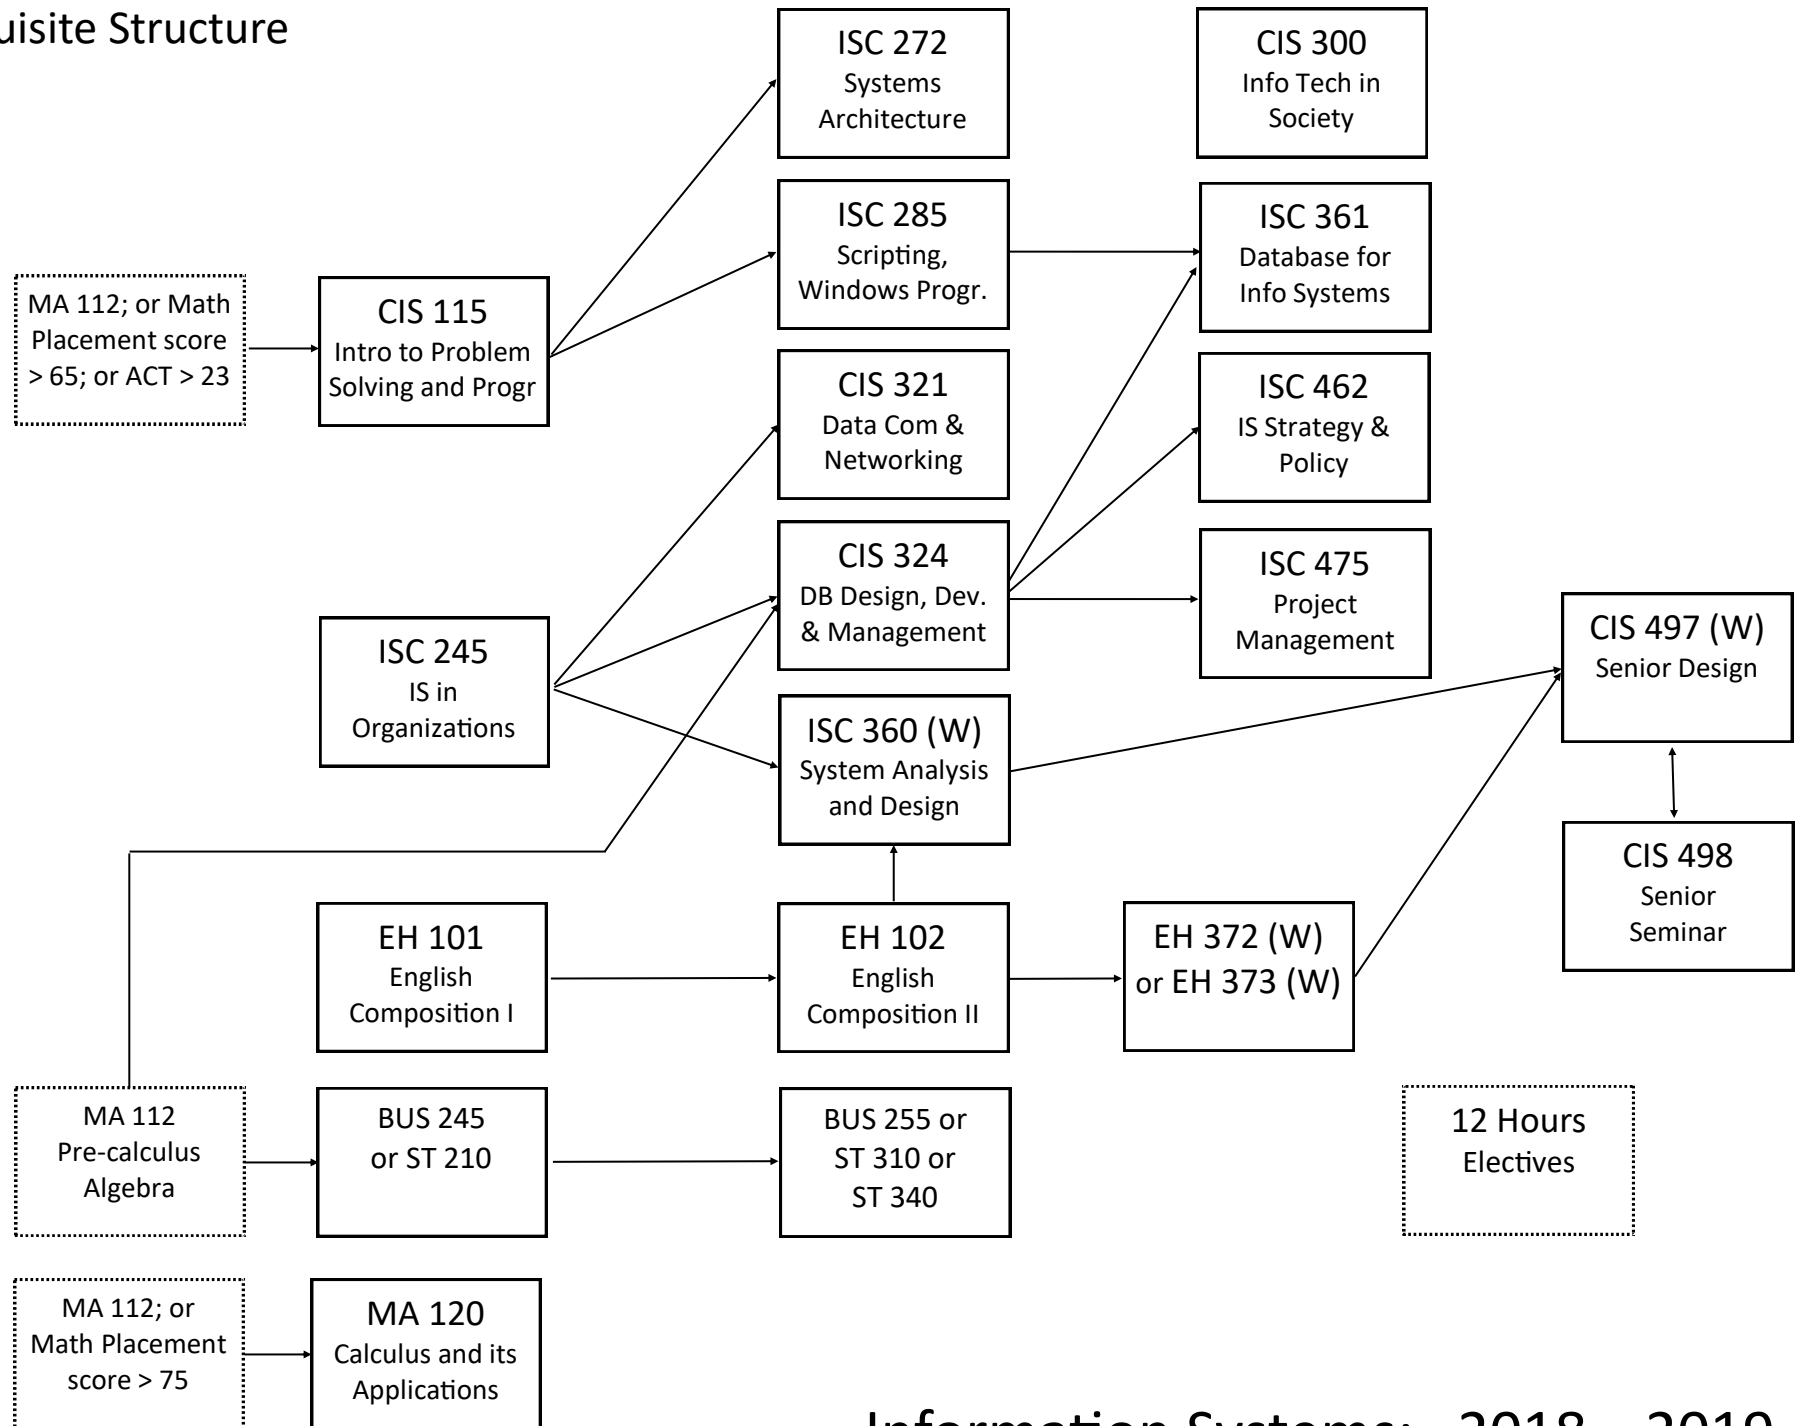 uisite Structure
ISC 272
Systems
Architecture
CIS 300
Info Tech in
Society
ISC 285
Scripting,
Windows Progr.
ISC 361
Database for
Info Systems
MA 112; or Math
Placement score
> 65; or ACT > 23
CIS 115
Intro to Problem
Solving and Progr
CIS 321
Data Com &
Networking
ISC 462
IS Strategy &
Policy
CIS 324
DB Design, Dev.
& Management
ISC 475
Project
Management
CIS 497 (W)
Senior Design
ISC 245
IS in
Organizations
ISC 360 (W)
System Analysis
and Design
CIS 498
Senior
Seminar
EH 101
English
Composition I
EH 102
English
Composition II
EH 372 (W)
or EH 373 (W)
MA 112
Pre-calculus
Algebra
BUS 245
or ST 210
BUS 255 or
ST 310 or
ST 340
12 Hours
Electives
MA 112; or
Math Placement
score > 75
MA 120
Calculus and its
Applications
Information Systems: 2018 – 2019